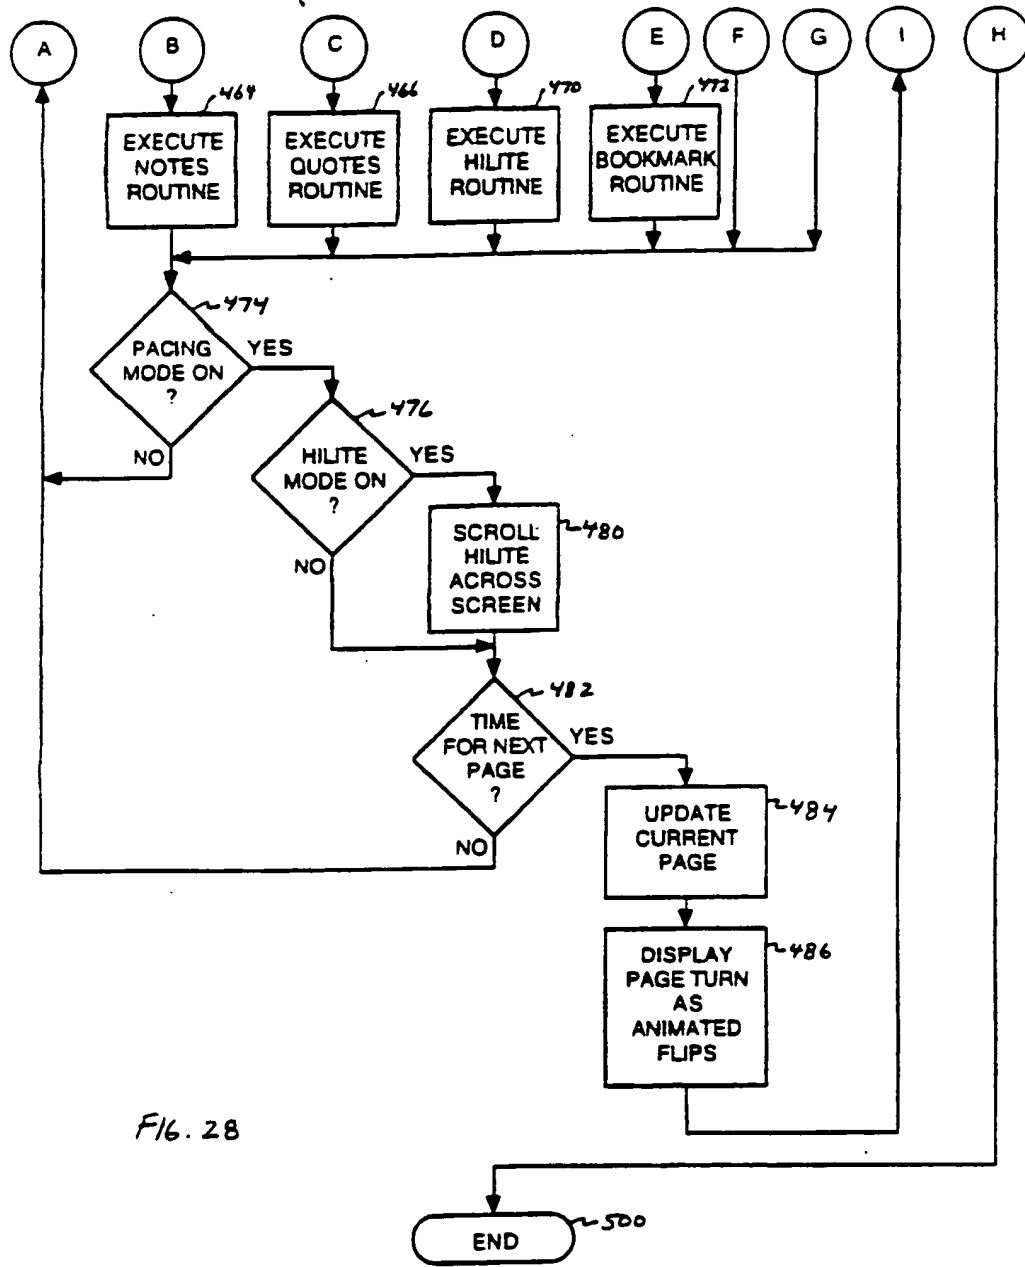 A B C D E F G I H
464 466 470 472
EXECUTE
NOTES
ROUTINE
EXECUTE
QUOTES
ROUTINE
EXECUTE
HILITE
ROUTINE
EXECUTE
BOOKMARK
ROUTINE
474
PACING
MODE ON
?
YES
NO
476
HILITE
MODE ON
?
YES
NO
480
SCROLL
HILITE
ACROSS
SCREEN
482
TIME
FOR NEXT
PAGE
?
YES
NO
484
UPDATE
CURRENT
PAGE
486
DISPLAY
PAGE TURN
AS
ANIMATED
FLIPS
FIG. 28
500
END